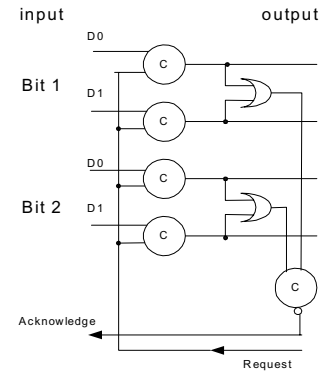 input output
D0
C
Bit 1
D1
C
D0
C
Bit 2
D1
C
C
Acknowledge
Request